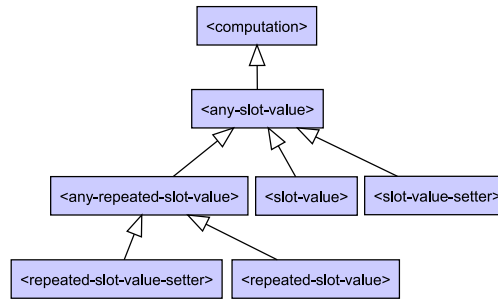 <computation>
<any-slot-value>
<any-repeated-slot-value>
<slot-value>
<slot-value-setter>
<repeated-slot-value-setter>
<repeated-slot-value>